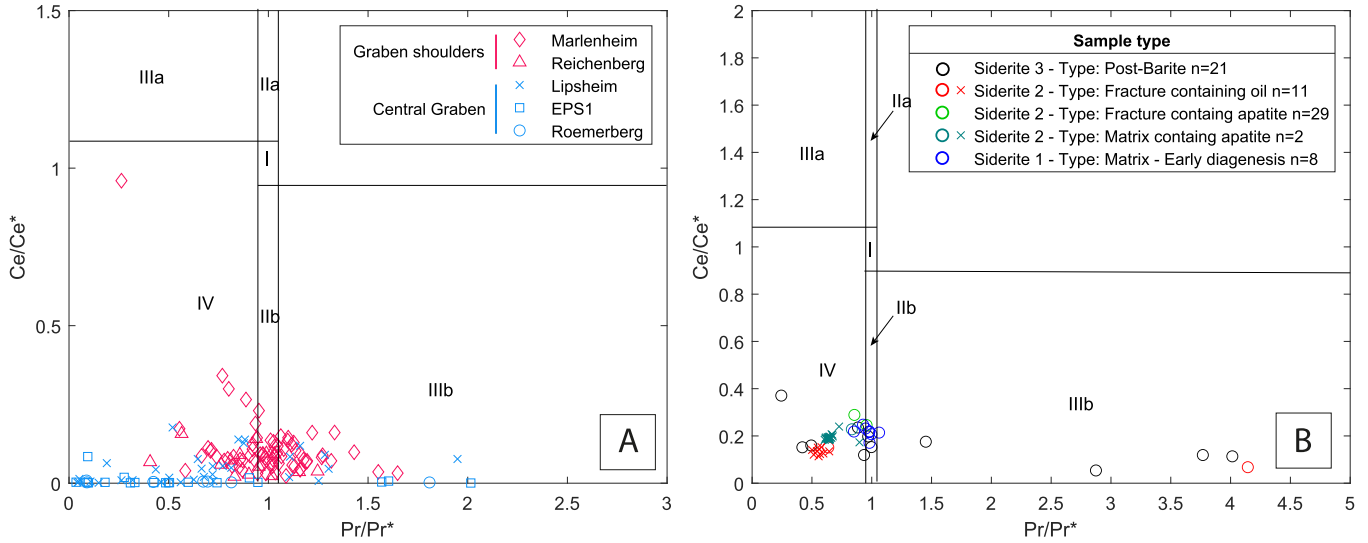 1.5
1
0.5
0
Ce/Ce*
0
0.5
1
1.5
2
2.5
3
Pr/Pr*
IIIa
IIa
I
IV
IIb
IIIb
Graben shoulders
Marlenheim
Reichenberg
Central Graben
Lipsheim
EPS1
Roemerberg
A
2
1.8
1.6
1.4
1.2
1
0.8
0.6
0.4
0.2
0
Ce/Ce*
0
0.5
1
1.5
2
2.5
3
3.5
4
4.5
5
Pr/Pr*
IIIa
IIa
I
IIb
IV
IIIb
Sample type
Siderite 3 - Type: Post-Barite n=21
Siderite 2 - Type: Fracture containing oil n=11
Siderite 2 - Type: Fracture containg apatite n=29
Siderite 2 - Type: Matrix containg apatite n=2
Siderite 1 - Type: Matrix - Early diagenesis n=8
B